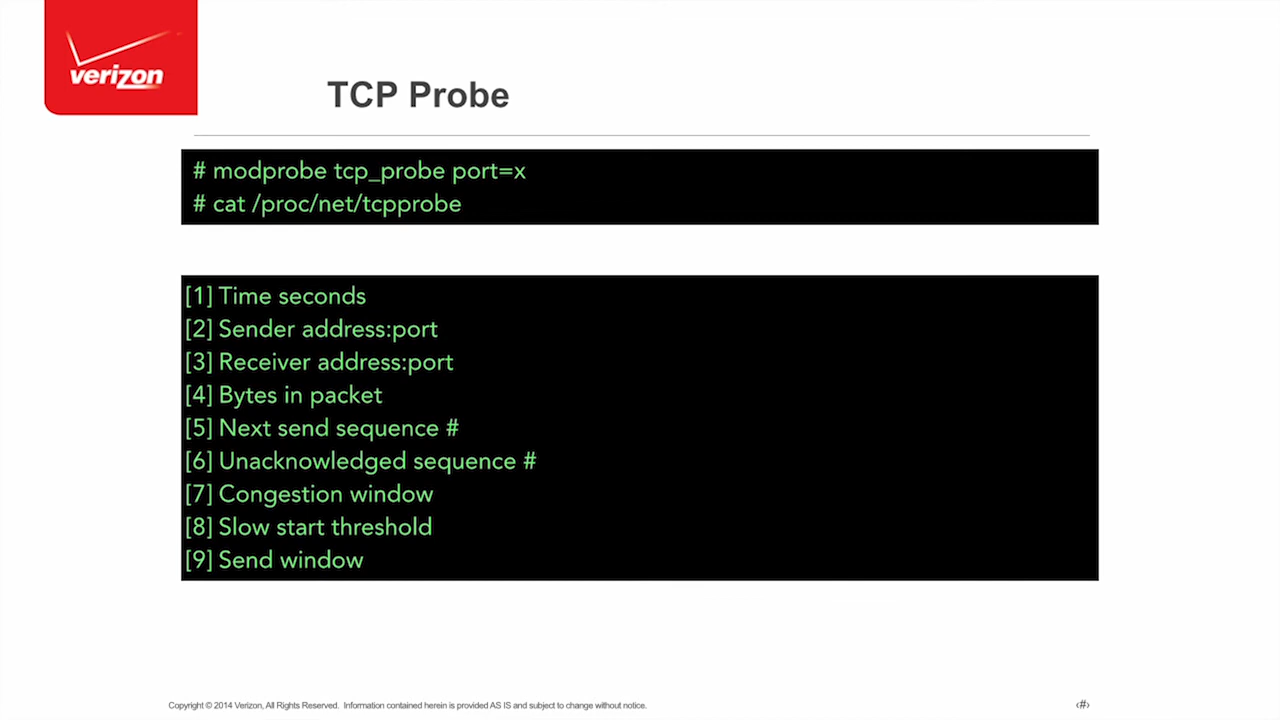 verizon
TCP Probe
# modprobe tcp_probe port=x
# cat /proc/net/tcpprobe
[1] Time seconds
[2] Sender address:port
[3] Receiver address:port
[4] Bytes in packet
[5] Next send sequence #
[6] Unacknowledged sequence #
[7] Congestion window
[8] Slow start threshold
[9] Send window
Copyright © 2014 Verizon, All Rights Reserved. Information contained herein is provided AS IS and subject to change without notice.
‹#›